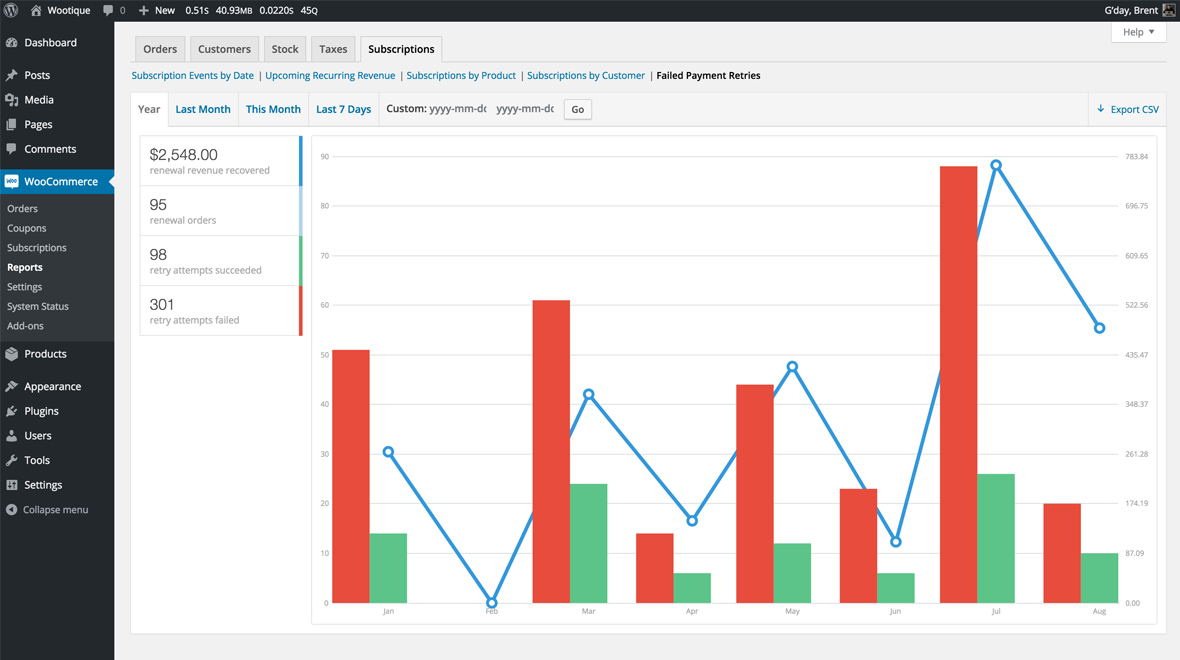 Wootique 0 New 0.51S 40.93MB 0.0220S 45Q G'day, Brent
Help
Dashboard
Posts
Media
Pages
Comments
woo WooCommerce
Orders
Coupons
Subscriptions
Reports
Settings
System Status
Add-ons
Products
Appearance
Plugins
Users
Tools
Settings
Collapse menu
Orders Customers Stock Taxes Subscriptions
Subscription Events by Date | Upcoming Recurring Revenue | Subscriptions by Product | Subscriptions by Customer | Failed Payment Retries
Year Last Month This Month Last 7 Days Custom: yyyy-mm-dd yyyy-mm-dd Go Export CSV
$2,548.00
renewal revenue recovered
95
renewal orders
98
retry attempts succeeded
301
retry attempts failed
90 783.84
80 696.75
70 609.65
60 522.56
50 435.47
40 348.37
30 261.28
20 174.19
10 87.09
0 0.00
Jan Feb Mar Apr May Jun Jul Aug